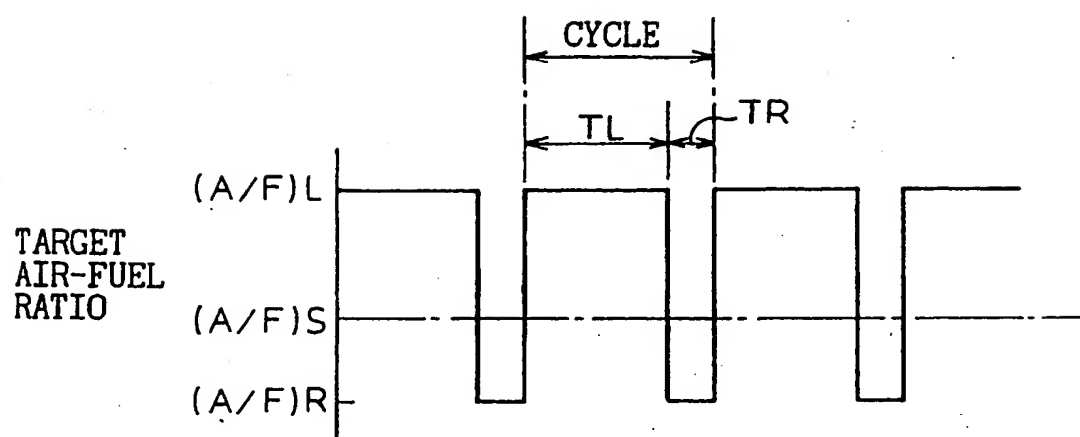 CYCLE
TL
TR
(A/F)L
TARGET
AIR-FUEL
RATIO
(A/F)S
(A/F)R